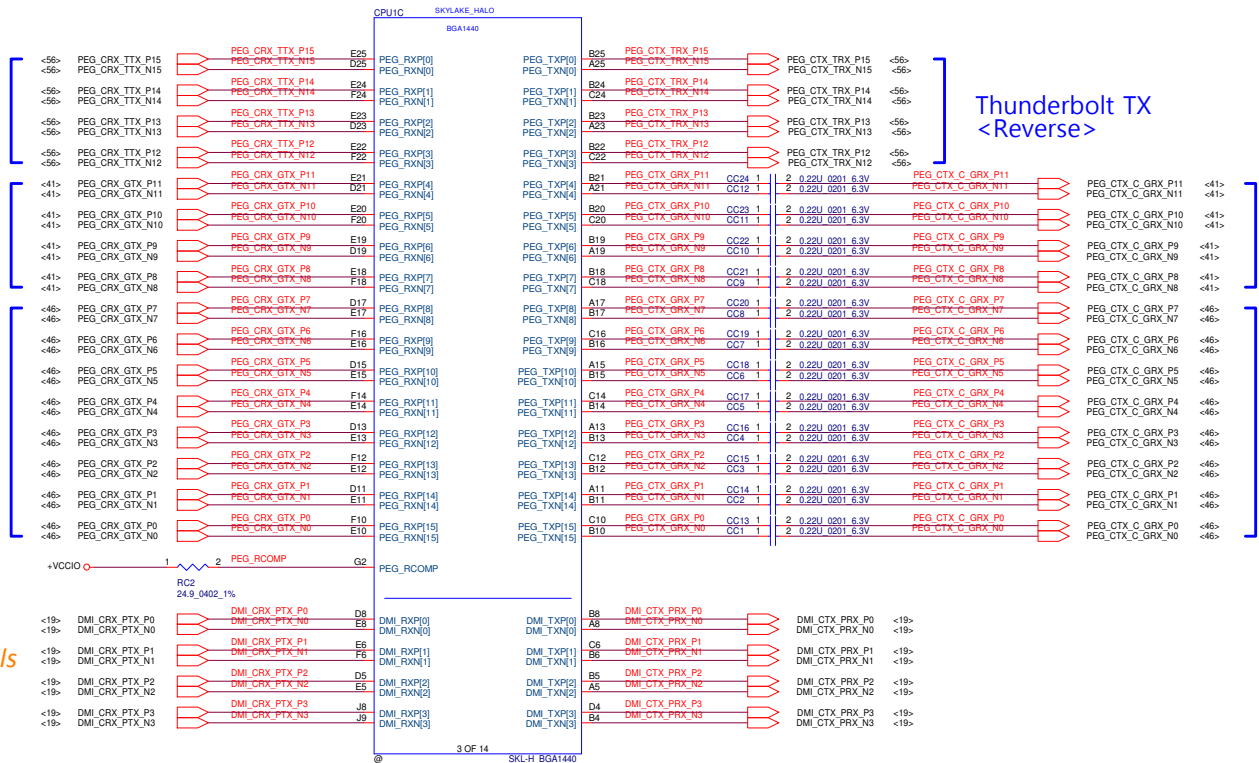 CPU1C SKYLAKE_HALO
BGA1440
<56> PEG_CRX_TTX_P15 PEG_CRX_TTX_P15 E25 PEG_RXP[0] PEG_TXP[0] B25 PEG_CTX_TRX_P15 PEG_CTX_TRX_P15 <56>
<56> PEG_CRX_TTX_N15 PEG_CRX_TTX_N15 D25 PEG_RXN[0] PEG_TXN[0] A25 PEG_CTX_TRX_N15 PEG_CTX_TRX_N15 <56>
<56> PEG_CRX_TTX_P14 PEG_CRX_TTX_P14 E24 PEG_RXP[1] PEG_TXP[1] B24 PEG_CTX_TRX_P14 PEG_CTX_TRX_P14 <56>
<56> PEG_CRX_TTX_N14 PEG_CRX_TTX_N14 F24 PEG_RXN[1] PEG_TXN[1] C24 PEG_CTX_TRX_N14 PEG_CTX_TRX_N14 <56>
Thunderbolt TX
<Reverse>
<56> PEG_CRX_TTX_P13 PEG_CRX_TTX_P13 E23 PEG_RXP[2] PEG_TXP[2] B23 PEG_CTX_TRX_P13 PEG_CTX_TRX_P13 <56>
<56> PEG_CRX_TTX_N13 PEG_CRX_TTX_N13 D23 PEG_RXN[2] PEG_TXN[2] A23 PEG_CTX_TRX_N13 PEG_CTX_TRX_N13 <56>
<56> PEG_CRX_TTX_P12 PEG_CRX_TTX_P12 E22 PEG_RXP[3] PEG_TXP[3] B22 PEG_CTX_TRX_P12 PEG_CTX_TRX_P12 <56>
<56> PEG_CRX_TTX_N12 PEG_CRX_TTX_N12 F22 PEG_RXN[3] PEG_TXN[3] C22 PEG_CTX_TRX_N12 PEG_CTX_TRX_N12 <56>
<41> PEG_CRX_GTX_P11 PEG_CRX_GTX_P11 E21 PEG_RXP[4] PEG_TXP[4] B21 PEG_CTX_GRX_P11 CC24 1 2 0.22U_0201_6.3V PEG_CTX_C_GRX_P11 PEG_CTX_C_GRX_P11 <41>
<41> PEG_CRX_GTX_N11 PEG_CRX_GTX_N11 D21 PEG_RXN[4] PEG_TXN[4] A21 PEG_CTX_GRX_N11 CC12 1 2 0.22U_0201_6.3V PEG_CTX_C_GRX_N11 PEG_CTX_C_GRX_N11 <41>
<41> PEG_CRX_GTX_P10 PEG_CRX_GTX_P10 E20 PEG_RXP[5] PEG_TXP[5] B20 PEG_CTX_GRX_P10 CC23 1 2 0.22U_0201_6.3V PEG_CTX_C_GRX_P10 PEG_CTX_C_GRX_P10 <41>
<41> PEG_CRX_GTX_N10 PEG_CRX_GTX_N10 F20 PEG_RXN[5] PEG_TXN[5] C20 PEG_CTX_GRX_N10 CC11 1 2 0.22U_0201_6.3V PEG_CTX_C_GRX_N10 PEG_CTX_C_GRX_N10 <41>
<41> PEG_CRX_GTX_P9 PEG_CRX_GTX_P9 E19 PEG_RXP[6] PEG_TXP[6] B19 PEG_CTX_GRX_P9 CC22 1 2 0.22U_0201_6.3V PEG_CTX_C_GRX_P9 PEG_CTX_C_GRX_P9 <41>
<41> PEG_CRX_GTX_N9 PEG_CRX_GTX_N9 D19 PEG_RXN[6] PEG_TXN[6] A19 PEG_CTX_GRX_N9 CC10 1 2 0.22U_0201_6.3V PEG_CTX_C_GRX_N9 PEG_CTX_C_GRX_N9 <41>
<41> PEG_CRX_GTX_P8 PEG_CRX_GTX_P8 E18 PEG_RXP[7] PEG_TXP[7] B18 PEG_CTX_GRX_P8 CC21 1 2 0.22U_0201_6.3V PEG_CTX_C_GRX_P8 PEG_CTX_C_GRX_P8 <41>
<41> PEG_CRX_GTX_N8 PEG_CRX_GTX_N8 F18 PEG_RXN[7] PEG_TXN[7] C18 PEG_CTX_GRX_N8 CC9 1 2 0.22U_0201_6.3V PEG_CTX_C_GRX_N8 PEG_CTX_C_GRX_N8 <41>
<46> PEG_CRX_GTX_P7 PEG_CRX_GTX_P7 D17 PEG_RXP[8] PEG_TXP[8] A17 PEG_CTX_GRX_P7 CC20 1 2 0.22U_0201_6.3V PEG_CTX_C_GRX_P7 PEG_CTX_C_GRX_P7 <46>
<46> PEG_CRX_GTX_N7 PEG_CRX_GTX_N7 E17 PEG_RXN[8] PEG_TXN[8] B17 PEG_CTX_GRX_N7 CC8 1 2 0.22U_0201_6.3V PEG_CTX_C_GRX_N7 PEG_CTX_C_GRX_N7 <46>
<46> PEG_CRX_GTX_P6 PEG_CRX_GTX_P6 F16 PEG_RXP[9] PEG_TXP[9] C16 PEG_CTX_GRX_P6 CC19 1 2 0.22U_0201_6.3V PEG_CTX_C_GRX_P6 PEG_CTX_C_GRX_P6 <46>
<46> PEG_CRX_GTX_N6 PEG_CRX_GTX_N6 E16 PEG_RXN[9] PEG_TXN[9] B16 PEG_CTX_GRX_N6 CC7 1 2 0.22U_0201_6.3V PEG_CTX_C_GRX_N6 PEG_CTX_C_GRX_N6 <46>
<46> PEG_CRX_GTX_P5 PEG_CRX_GTX_P5 D15 PEG_RXP[10] PEG_TXP[10] A15 PEG_CTX_GRX_P5 CC18 1 2 0.22U_0201_6.3V PEG_CTX_C_GRX_P5 PEG_CTX_C_GRX_P5 <46>
<46> PEG_CRX_GTX_N5 PEG_CRX_GTX_N5 E15 PEG_RXN[10] PEG_TXN[10] B15 PEG_CTX_GRX_N5 CC6 1 2 0.22U_0201_6.3V PEG_CTX_C_GRX_N5 PEG_CTX_C_GRX_N5 <46>
<46> PEG_CRX_GTX_P4 PEG_CRX_GTX_P4 F14 PEG_RXP[11] PEG_TXP[11] C14 PEG_CTX_GRX_P4 CC17 1 2 0.22U_0201_6.3V PEG_CTX_C_GRX_P4 PEG_CTX_C_GRX_P4 <46>
<46> PEG_CRX_GTX_N4 PEG_CRX_GTX_N4 E14 PEG_RXN[11] PEG_TXN[11] B14 PEG_CTX_GRX_N4 CC5 1 2 0.22U_0201_6.3V PEG_CTX_C_GRX_N4 PEG_CTX_C_GRX_N4 <46>
<46> PEG_CRX_GTX_P3 PEG_CRX_GTX_P3 D13 PEG_RXP[12] PEG_TXP[12] A13 PEG_CTX_GRX_P3 CC16 1 2 0.22U_0201_6.3V PEG_CTX_C_GRX_P3 PEG_CTX_C_GRX_P3 <46>
<46> PEG_CRX_GTX_N3 PEG_CRX_GTX_N3 E13 PEG_RXN[12] PEG_TXN[12] B13 PEG_CTX_GRX_N3 CC4 1 2 0.22U_0201_6.3V PEG_CTX_C_GRX_N3 PEG_CTX_C_GRX_N3 <46>
<46> PEG_CRX_GTX_P2 PEG_CRX_GTX_P2 F12 PEG_RXP[13] PEG_TXP[13] C12 PEG_CTX_GRX_P2 CC15 1 2 0.22U_0201_6.3V PEG_CTX_C_GRX_P2 PEG_CTX_C_GRX_P2 <46>
<46> PEG_CRX_GTX_N2 PEG_CRX_GTX_N2 E12 PEG_RXN[13] PEG_TXN[13] B12 PEG_CTX_GRX_N2 CC3 1 2 0.22U_0201_6.3V PEG_CTX_C_GRX_N2 PEG_CTX_C_GRX_N2 <46>
<46> PEG_CRX_GTX_P1 PEG_CRX_GTX_P1 D11 PEG_RXP[14] PEG_TXP[14] A11 PEG_CTX_GRX_P1 CC14 1 2 0.22U_0201_6.3V PEG_CTX_C_GRX_P1 PEG_CTX_C_GRX_P1 <46>
<46> PEG_CRX_GTX_N1 PEG_CRX_GTX_N1 E11 PEG_RXN[14] PEG_TXN[14] B11 PEG_CTX_GRX_N1 CC2 1 2 0.22U_0201_6.3V PEG_CTX_C_GRX_N1 PEG_CTX_C_GRX_N1 <46>
<46> PEG_CRX_GTX_P0 PEG_CRX_GTX_P0 F10 PEG_RXP[15] PEG_TXP[15] C10 PEG_CTX_GRX_P0 CC13 1 2 0.22U_0201_6.3V PEG_CTX_C_GRX_P0 PEG_CTX_C_GRX_P0 <46>
<46> PEG_CRX_GTX_N0 PEG_CRX_GTX_N0 E10 PEG_RXN[15] PEG_TXN[15] B10 PEG_CTX_GRX_N0 CC1 1 2 0.22U_0201_6.3V PEG_CTX_C_GRX_N0 PEG_CTX_C_GRX_N0 <46>
+VCCIO 1 2 PEG_RCOMP G2 PEG_RCOMP
RC2
24.9_0402_1%
<19> DMI_CRX_PTX_P0 DMI_CRX_PTX_P0 D8 DMI_RXP[0] DMI_TXP[0] B8 DMI_CTX_PRX_P0 DMI_CTX_PRX_P0 <19>
<19> DMI_CRX_PTX_N0 DMI_CRX_PTX_N0 E8 DMI_RXN[0] DMI_TXN[0] A8 DMI_CTX_PRX_N0 DMI_CTX_PRX_N0 <19>
<19> DMI_CRX_PTX_P1 DMI_CRX_PTX_P1 E6 DMI_RXP[1] DMI_TXP[1] C6 DMI_CTX_PRX_P1 DMI_CTX_PRX_P1 <19>
ls <19> DMI_CRX_PTX_N1 DMI_CRX_PTX_N1 F6 DMI_RXN[1] DMI_TXN[1] B6 DMI_CTX_PRX_N1 DMI_CTX_PRX_N1 <19>
<19> DMI_CRX_PTX_P2 DMI_CRX_PTX_P2 D5 DMI_RXP[2] DMI_TXP[2] B5 DMI_CTX_PRX_P2 DMI_CTX_PRX_P2 <19>
<19> DMI_CRX_PTX_N2 DMI_CRX_PTX_N2 E5 DMI_RXN[2] DMI_TXN[2] A5 DMI_CTX_PRX_N2 DMI_CTX_PRX_N2 <19>
<19> DMI_CRX_PTX_P3 DMI_CRX_PTX_P3 J8 DMI_RXP[3] DMI_TXP[3] D4 DMI_CTX_PRX_P3 DMI_CTX_PRX_P3 <19>
<19> DMI_CRX_PTX_N3 DMI_CRX_PTX_N3 J9 DMI_RXN[3] DMI_TXN[3] B4 DMI_CTX_PRX_N3 DMI_CTX_PRX_N3 <19>
3 OF 14
@ SKL-H_BGA1440